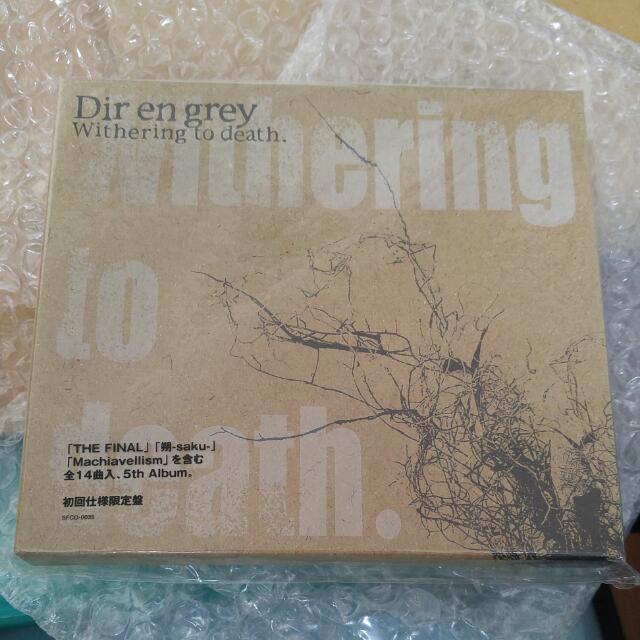 Dir en grey
Withering to death.
withering
to
death.
「THE FINAL」「朔-saku-」
「Machiavellism」を含む
全14曲入、5th Album。
初回仕様限定盤
SFCD-0035